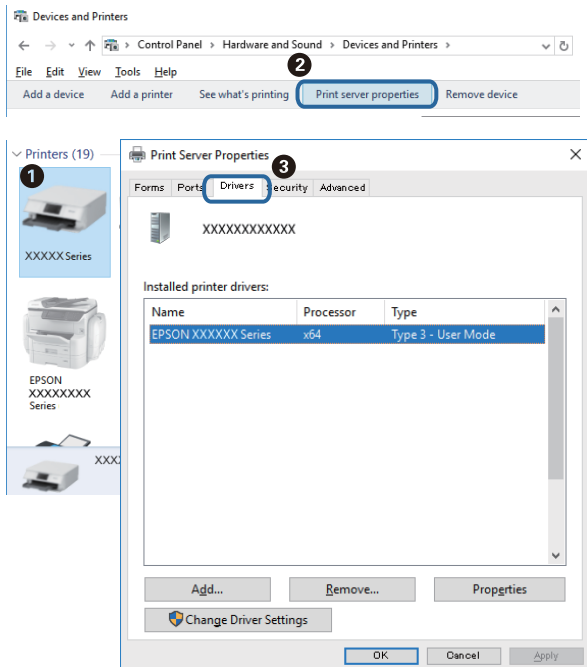 Devices and Printers
Control Panel > Hardware and Sound > Devices and Printers >
2
File Edit View Tools Help
Add a device Add a printer See what's printing Print server properties Remove device
Printers (19)
1
XXXXX Series
EPSON
XXXXXXXX
Series
XXX
Print Server Properties
3
Forms Ports Drivers ecurity Advanced
XXXXXXXXXXXX
Installed printer drivers:
Name Processor Type
EPSON XXXXXX Series x64 Type 3 - User Mode
Add... Remove... Properties
Change Driver Settings
OK Cancel Apply